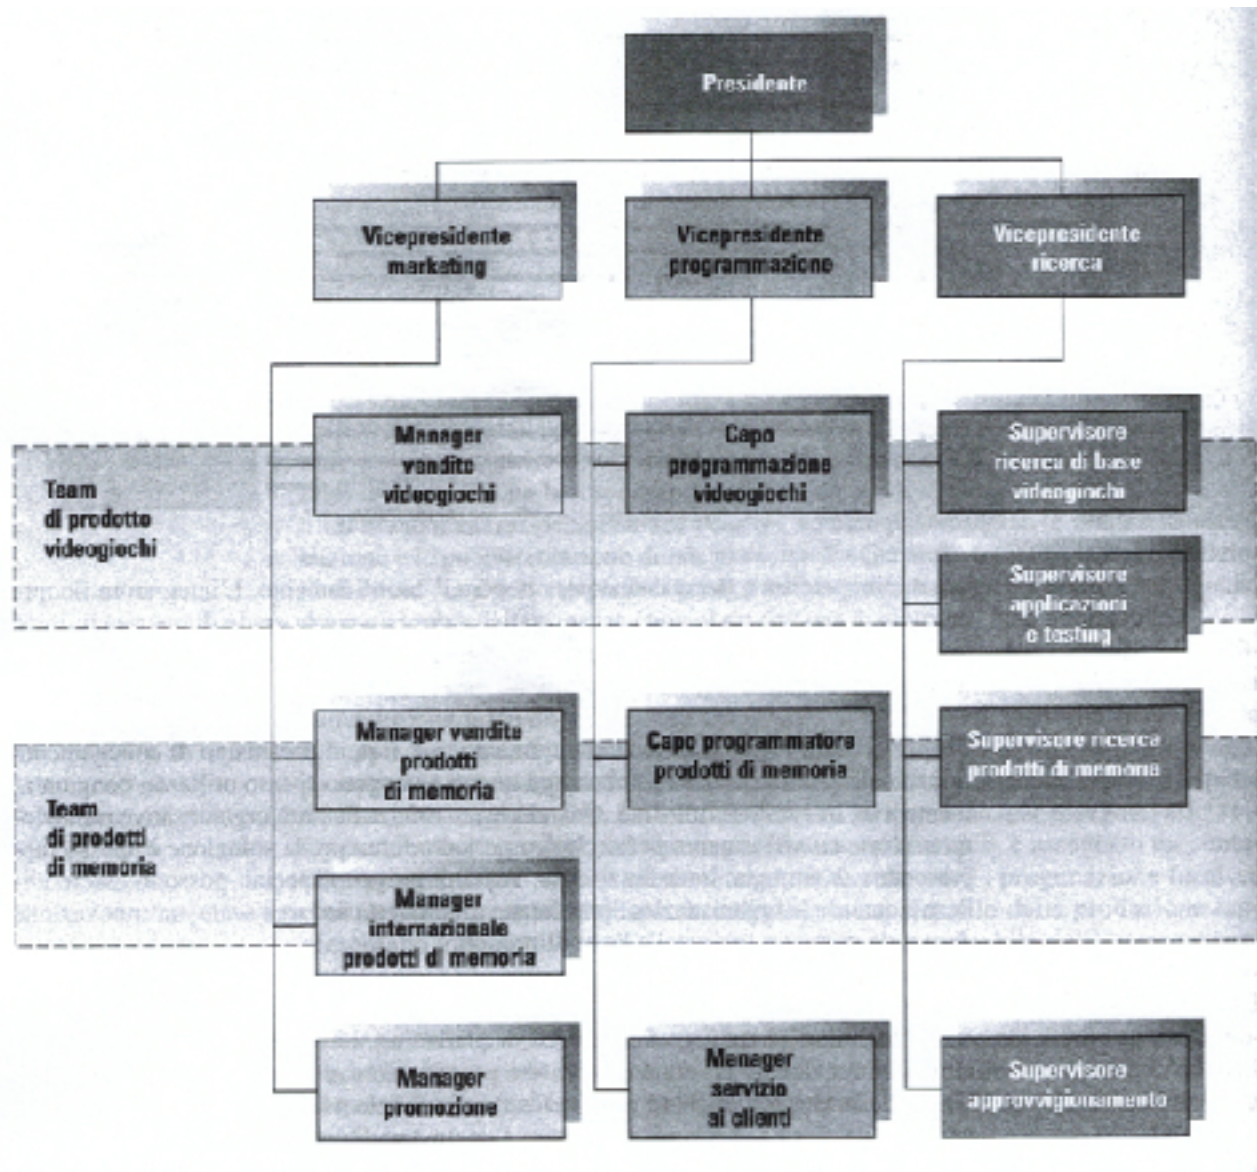 Presidente
Vicepresidente
marketing
Vicepresidente
programmazione
Vicepresidente
ricerca
Manager
vendite
videogiochi
Capo
programmazione
videogiochi
Supervisore
ricerca di base
videogiochi
Team
di prodotto
videogiochi
Supervisore
applicazioni
e testing
Manager vendite
prodotti
di memoria
Capo programmatore
prodotti di memoria
Supervisore ricerca
prodotti di memoria
Team
di prodotti
di memoria
Manager
internazionale
prodotti di memoria
Manager
promozione
Manager
servizio
ai clienti
Supervisore
approvvigionamento